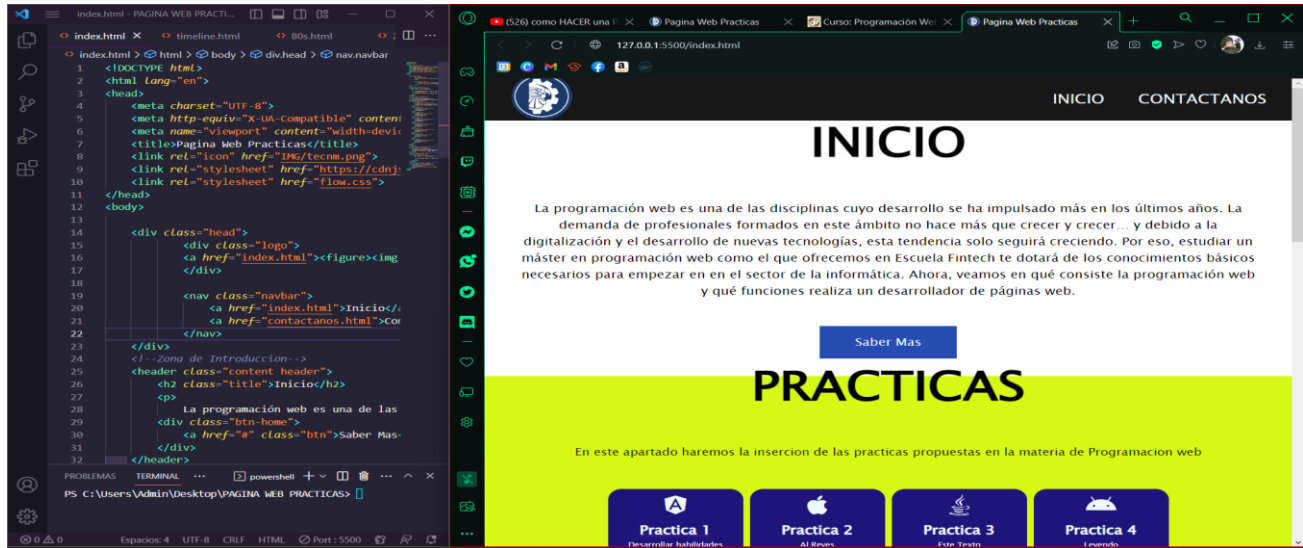 index.html - PAGINA WEB PRACTI...
index.html
timeline.html
80s.html
index.html > html > body > div.head > nav.navbar
1 <!DOCTYPE html>
2 <html lang="en">
3 <head>
4 <meta charset="UTF-8">
5 <meta http-equiv="X-UA-Compatible" content
6 <meta name="viewport" content="width=devic
7 <title>Pagina Web Practicas</title>
8 <link rel="icon" href="IMG/tecnm.png">
9 <link rel="stylesheet" href="https://cdnj
10 <link rel="stylesheet" href="flow.css">
11 </head>
12 <body>
13
14 <div class="head">
15 <div class="logo">
16 <a href="index.html"><figure><img
17 </div>
18
19 <nav class="navbar">
20 <a href="index.html">Inicio</a
21 <a href="contactanos.html">Con
22 </nav>
23 </div>
24 <!--Zona de Introduccion-->
25 <header class="content header">
26 <h2 class="title">Inicio</h2>
27 <p>
28 La programación web es una de las
29 <div class="btn-home">
30 <a href="#" class="btn">Saber Mas<
31 </div>
32 </header>
PROBLEMAS TERMINAL ... powershell
PS C:\Users\Admin\Desktop\PAGINA WEB PRACTICAS>
0 0 Espacios: 4 UTF-8 CRLF HTML Port : 5500
(526) como HACER una P
Pagina Web Practicas
Curso: Programación We
Pagina Web Practicas
127.0.0.1:5500/index.html
INICIO CONTACTANOS
INICIO
La programación web es una de las disciplinas cuyo desarrollo se ha impulsado más en los últimos años. La
demanda de profesionales formados en este ámbito no hace más que crecer y crecer... y debido a la
digitalización y el desarrollo de nuevas tecnologías, esta tendencia solo seguirá creciendo. Por eso, estudiar un
máster en programación web como el que ofrecemos en Escuela Fintech te dotará de los conocimientos básicos
necesarios para empezar en en el sector de la informática. Ahora, veamos en qué consiste la programación web
y qué funciones realiza un desarrollador de páginas web.
Saber Mas
PRACTICAS
En este apartado haremos la insercion de las practicas propuestas en la materia de Programacion web
Practica 1
Desarrollar habilidades
Practica 2
Al Reves
Practica 3
Este Texto
Practica 4
Leyendo